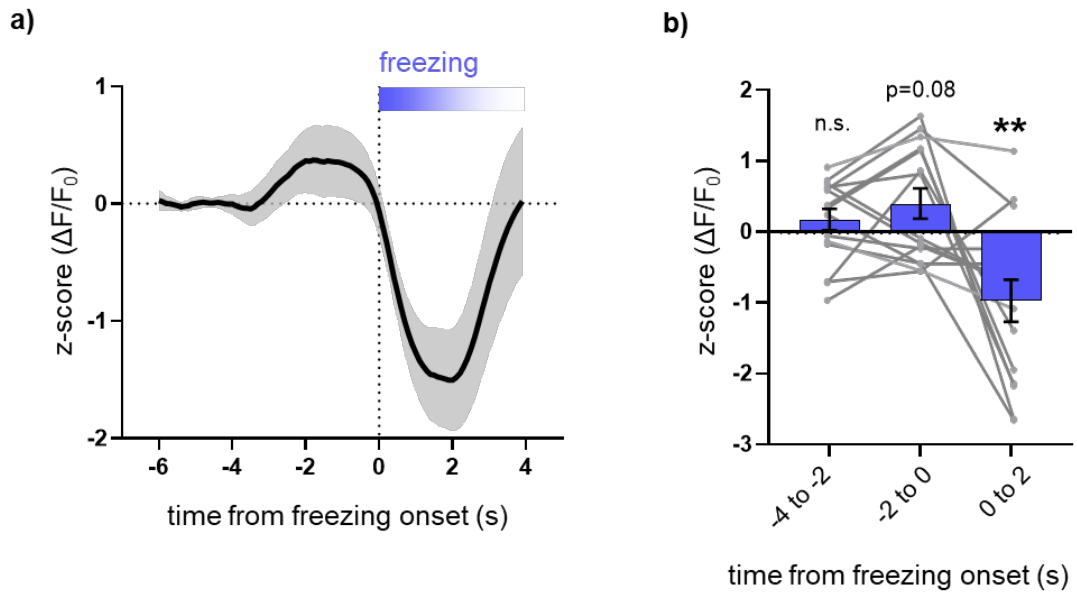 a)
freezing
1
0
-1
-2
z-score (ΔF/F₀)
-6
-4
-2
0
2
4
time from freezing onset (s)
b)
p=0.08
n.s.
**
2
1
0
-1
-2
-3
z-score (ΔF/F₀)
-4 to -2
-2 to 0
0 to 2
time from freezing onset (s)